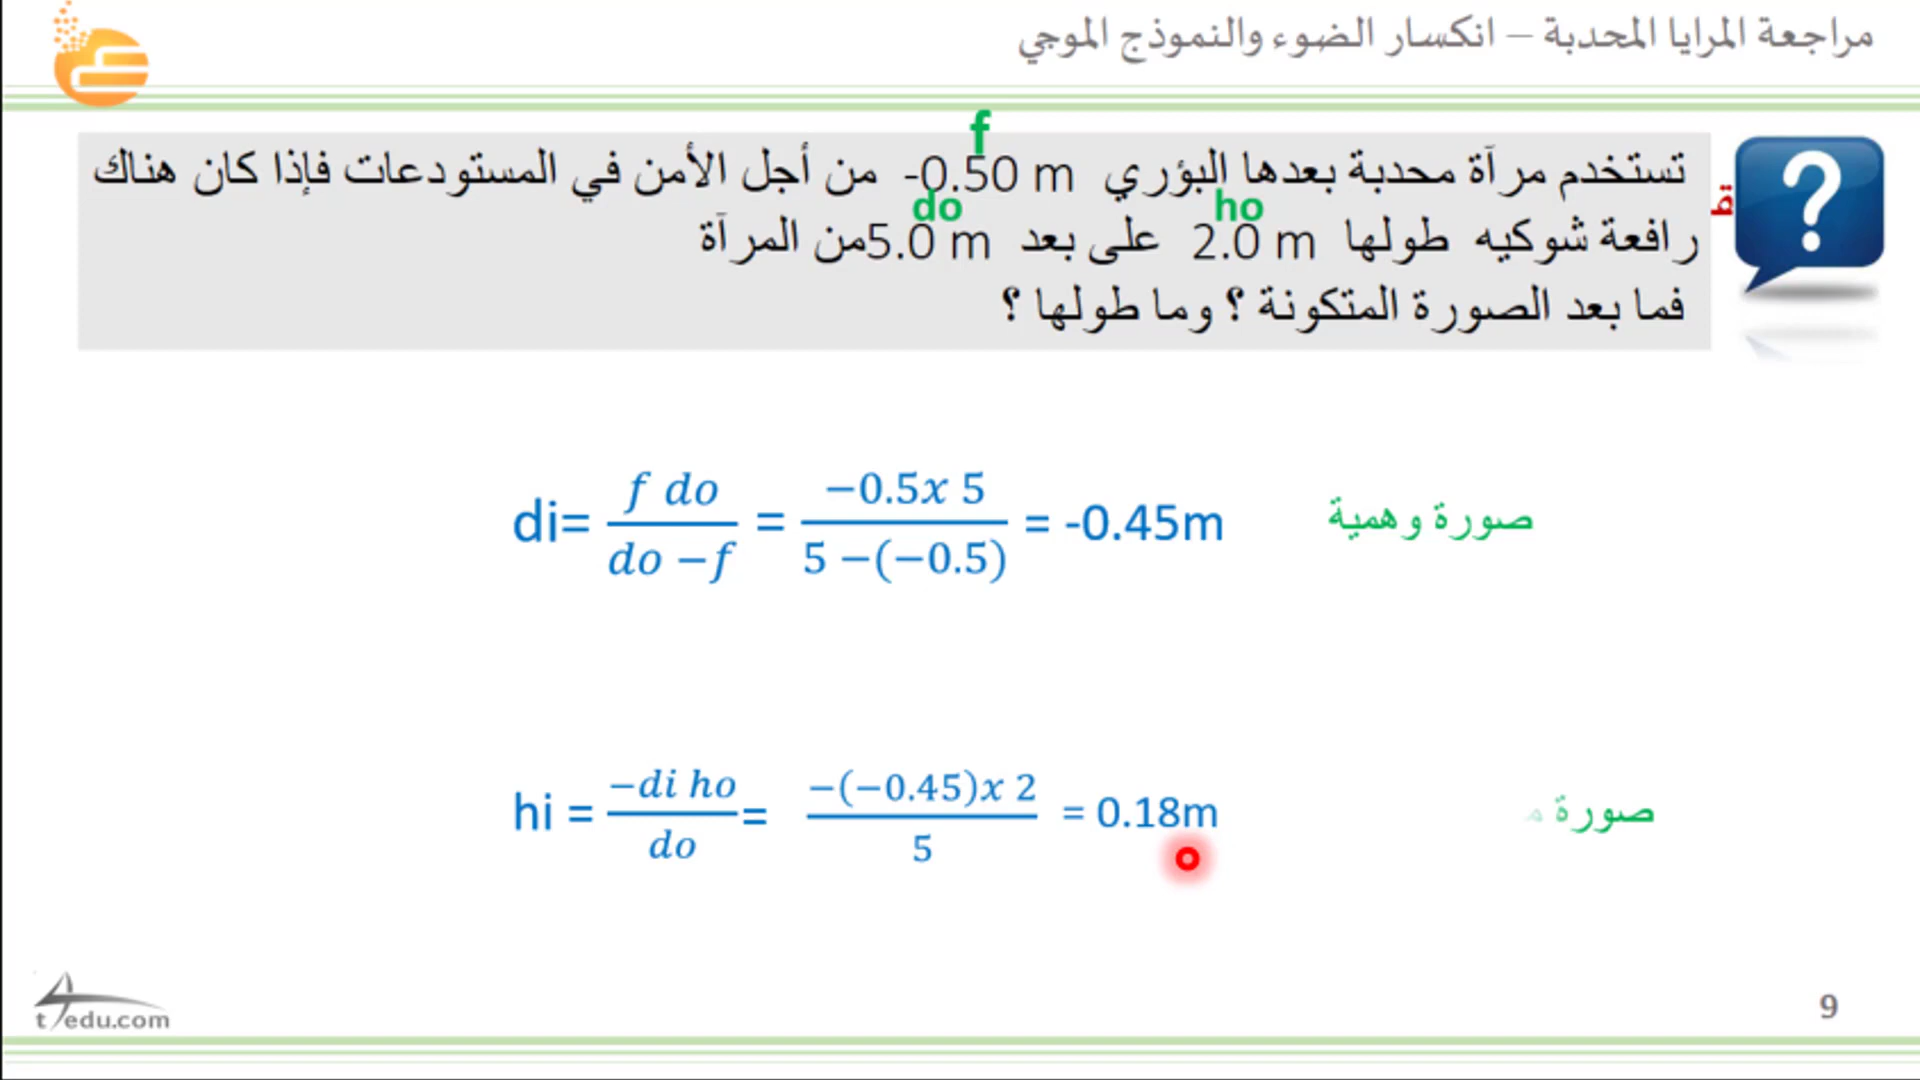 مراجعة المرايا المحدبة – انكسار الضوء والنموذج الموجي
f
تستخدم مرآة محدبة بعدها البؤري -0.50 m من أجل الأمن في المستودعات فإذا كان هناك
ho do
رافعة شوكيه طولها 2.0 m على بعد 5.0 m من المرآة
فما بعد الصورة المتكونة ؟ وما طولها ؟
di= f do / do −f = −0.5x 5 / 5 −(−0.5) = -0.45m صورة وهمية
hi = −di ho / do = −(−0.45)x 2 / 5 = 0.18m صورة
t4edu.com
9